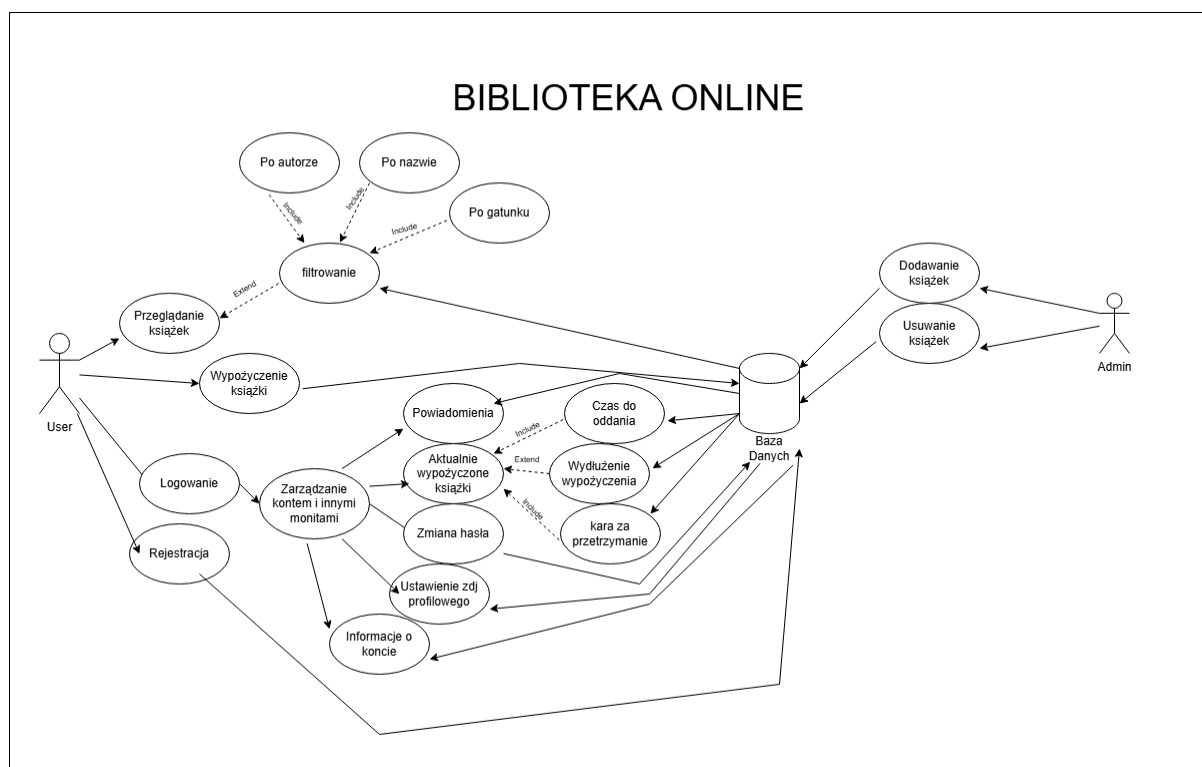 BIBLIOTEKA ONLINE
Po autorze
Po nazwie
Po gatunku
Include
Include
Include
filtrowanie
Extend
Przeglądanie
książek
User
Wypożyczenie
książki
Logowanie
Rejestracja
Zarządzanie
kontem i innymi
monitami
Powiadomienia
Aktualnie
wypożyczone
książki
Zmiana hasła
Ustawienie zdj
profilowego
Informacje o
koncie
Include
Extend
Include
Czas do
oddania
Wydłużenie
wypożyczenia
kara za
przetrzymanie
Baza
Danych
Dodawanie
książek
Usuwanie
książek
Admin